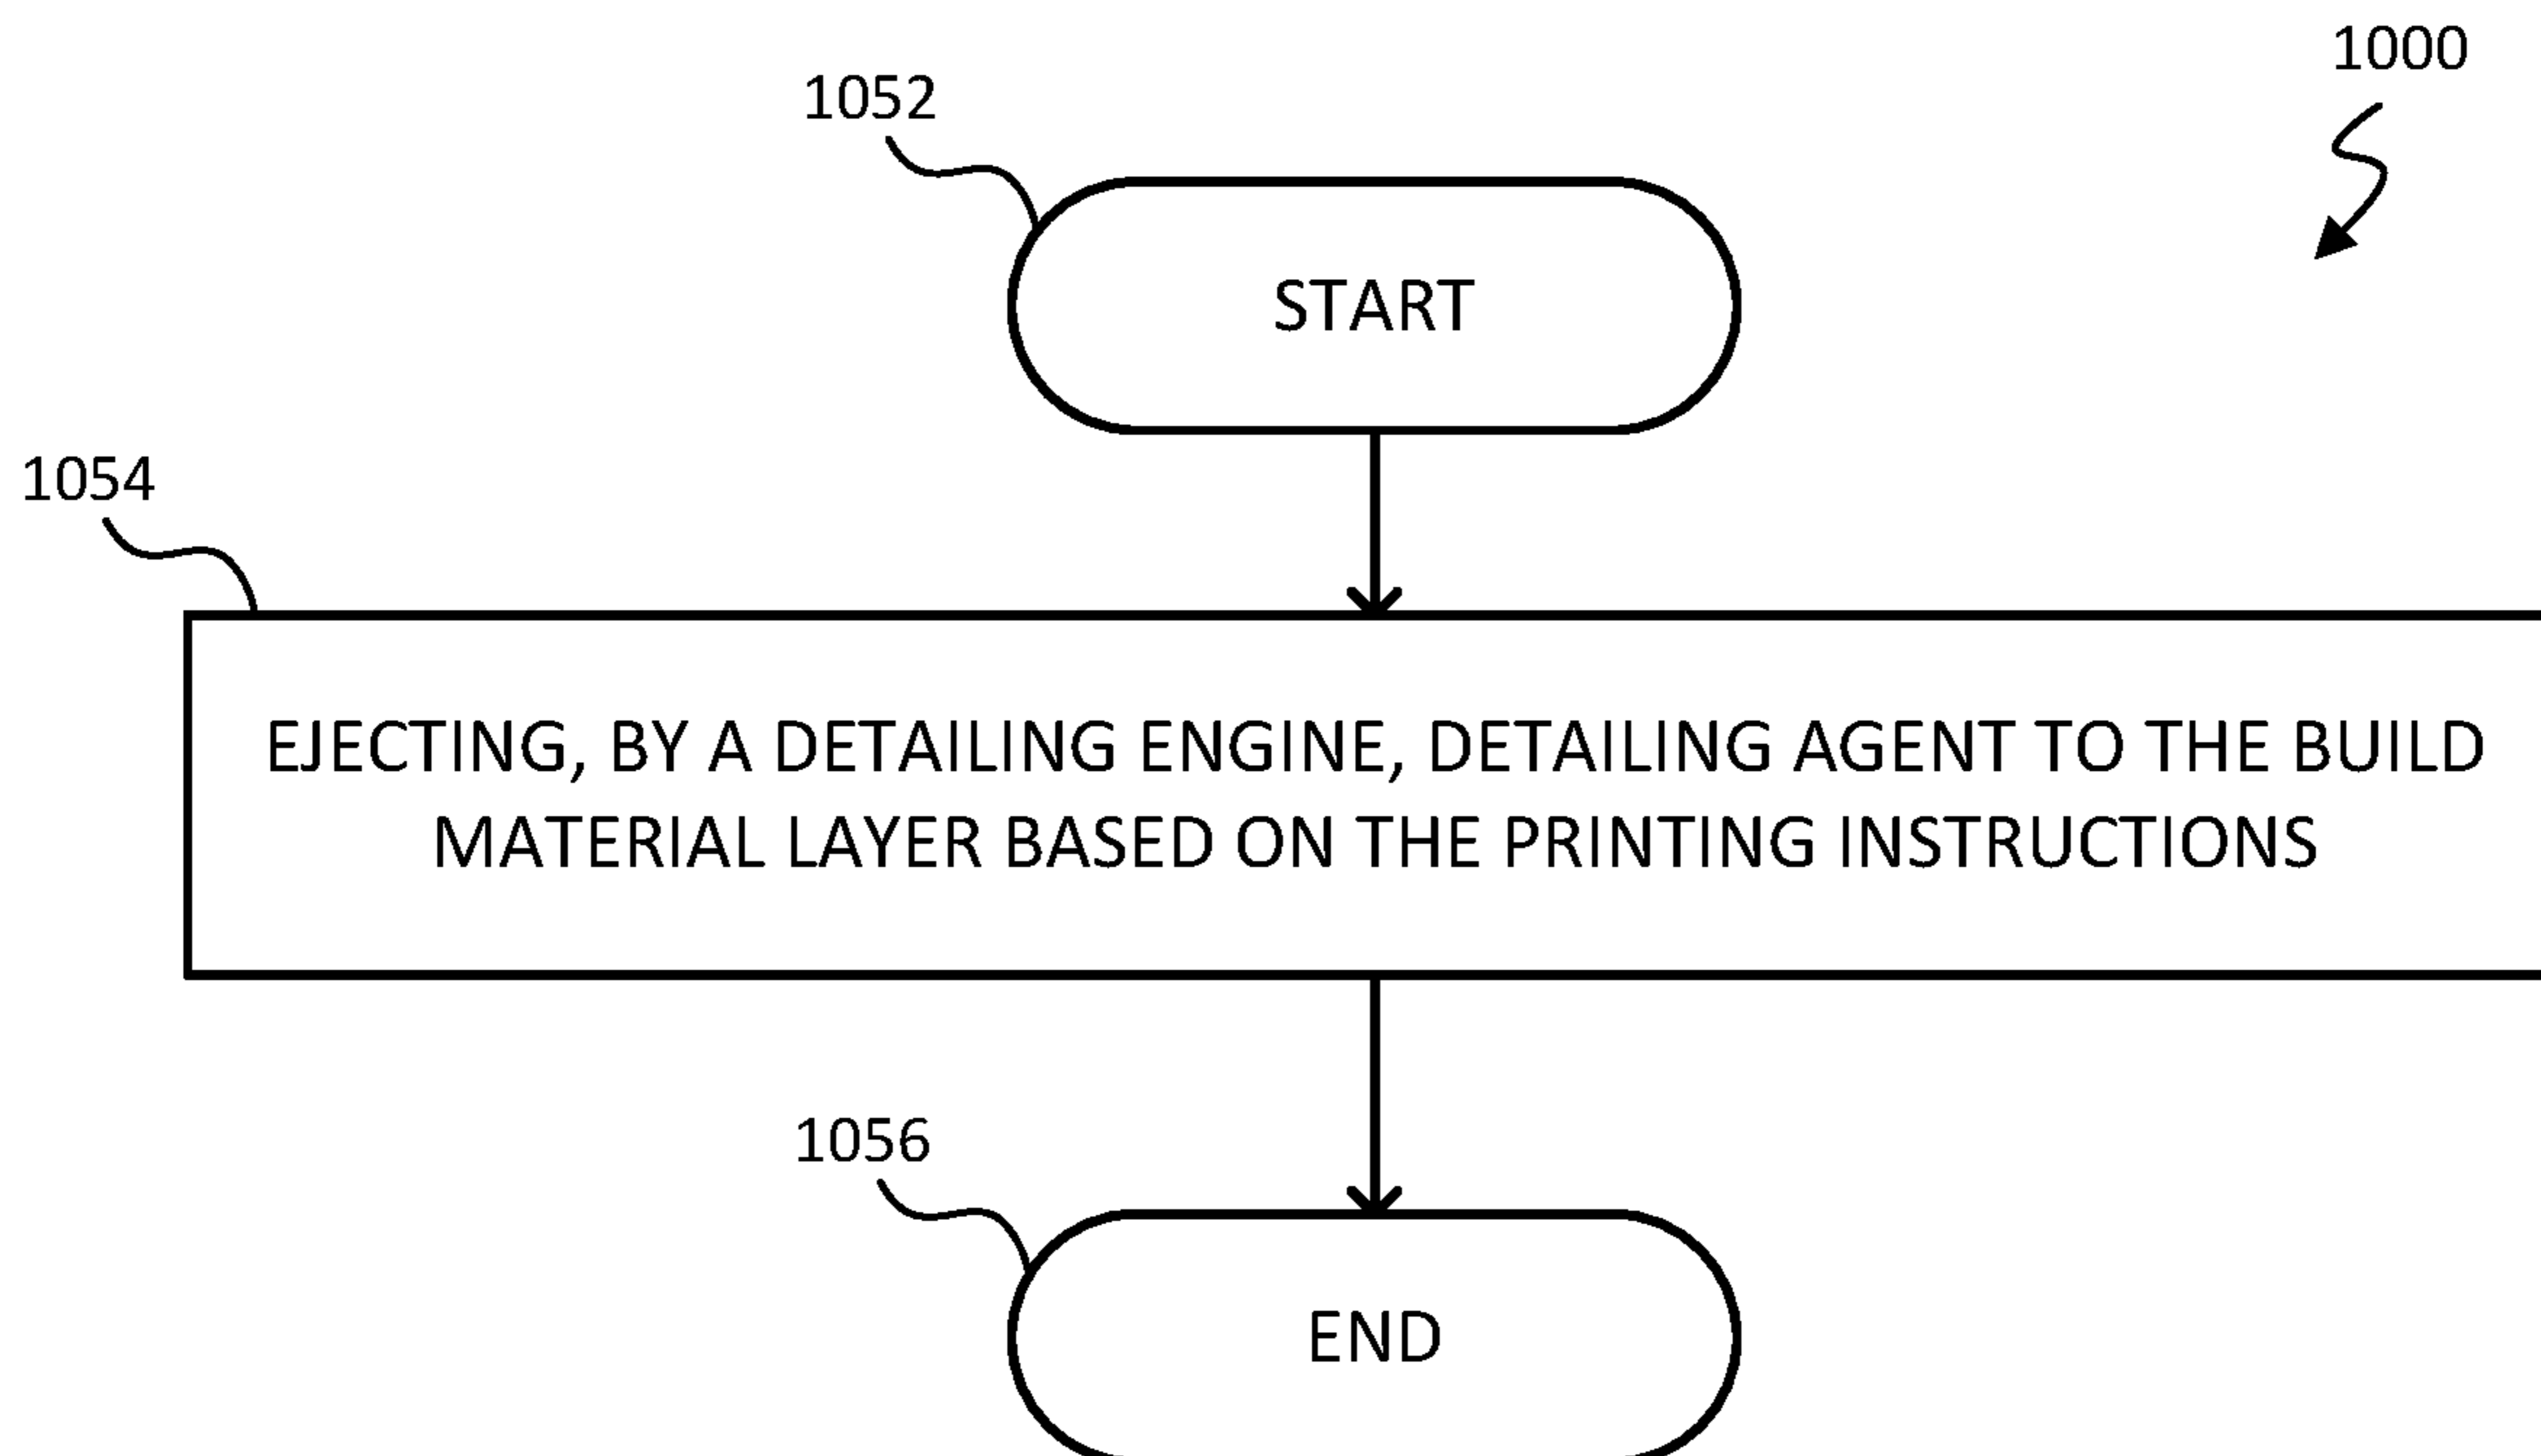 1000
1052
START
1054
EJECTING, BY A DETAILING ENGINE, DETAILING AGENT TO THE BUILD
MATERIAL LAYER BASED ON THE PRINTING INSTRUCTIONS
1056
END